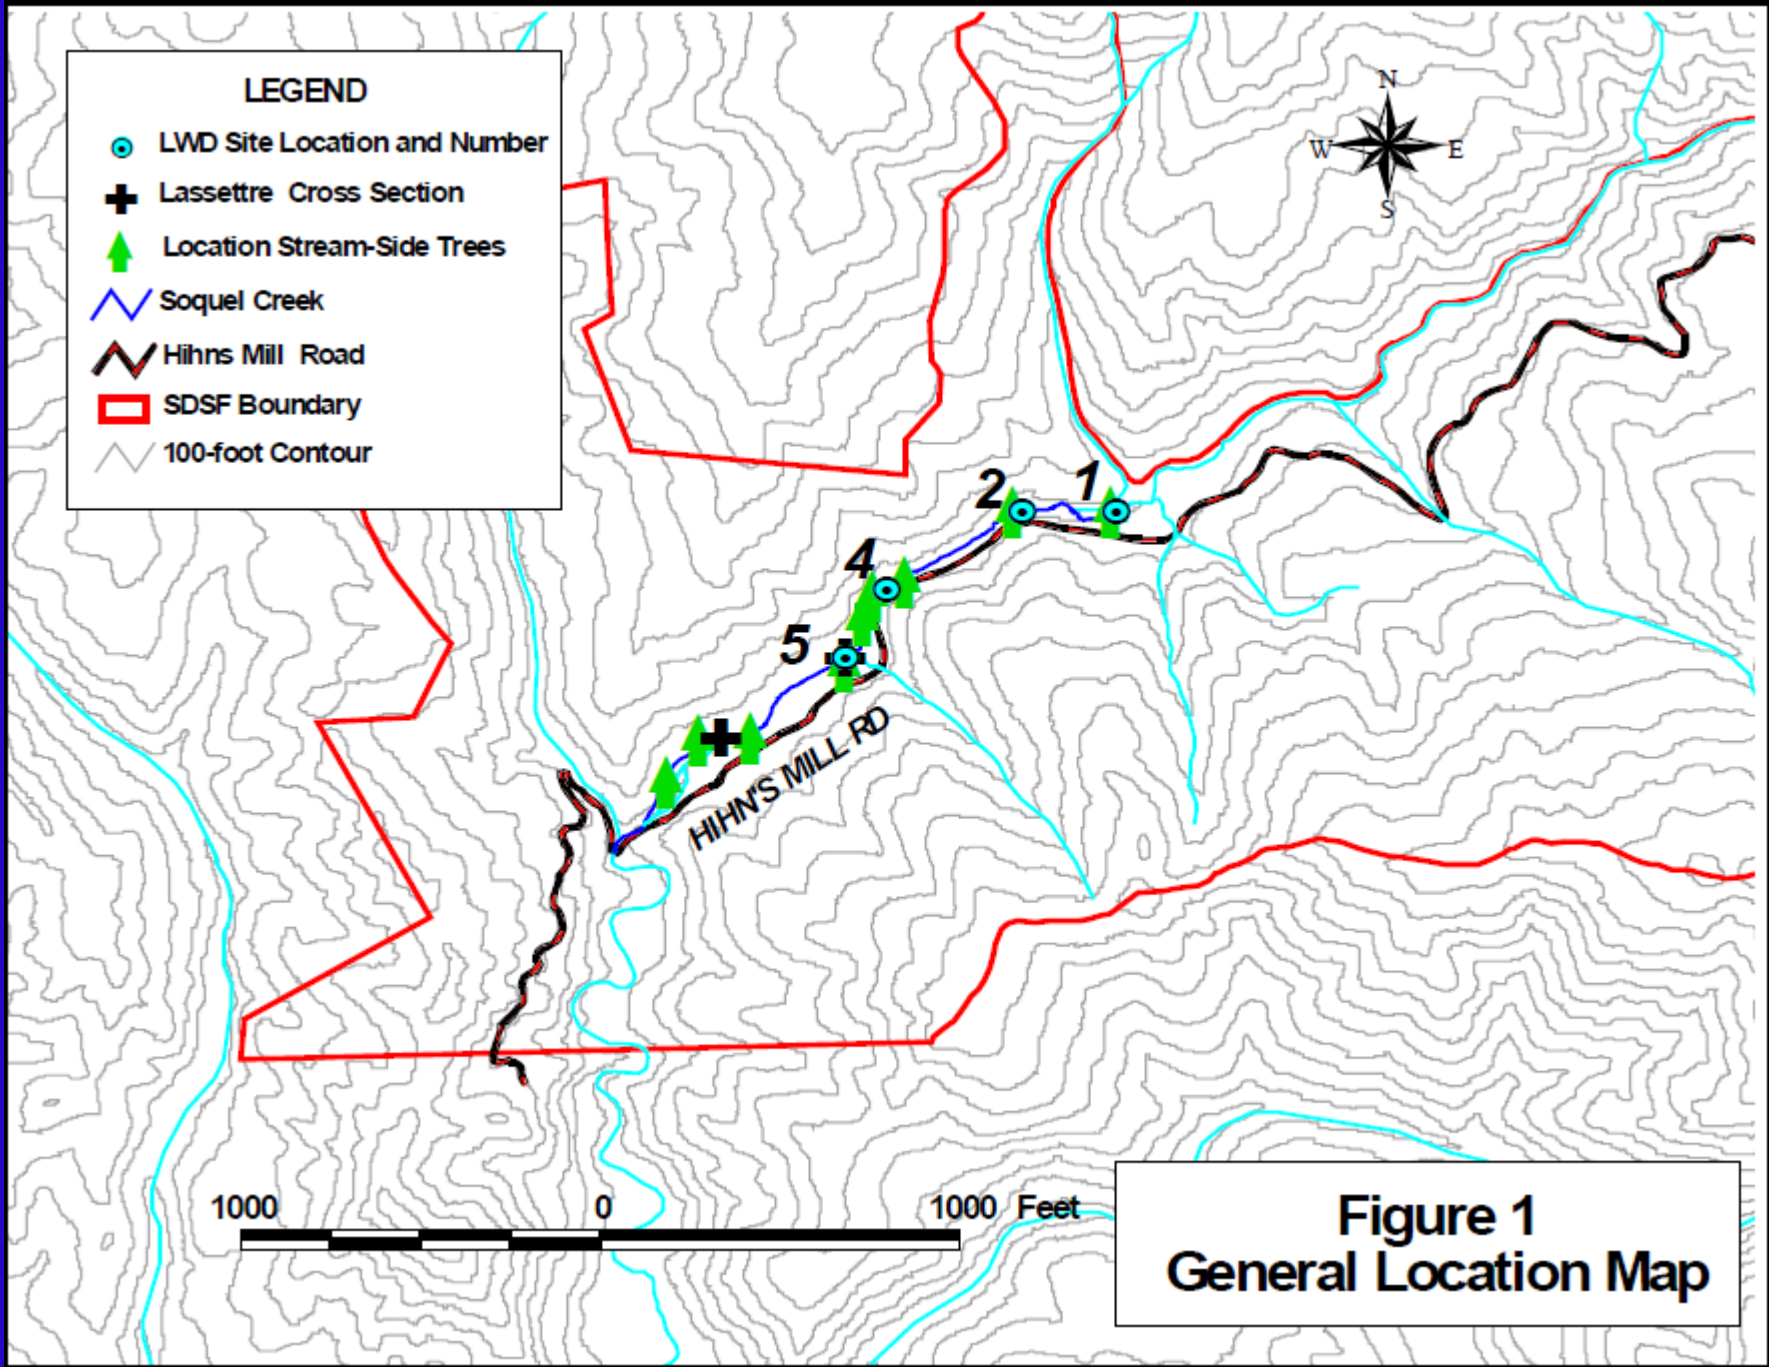 LEGEND
LWD Site Location and Number
Lassettre Cross Section
Location Stream-Side Trees
Soquel Creek
Hihns Mill Road
SDSF Boundary
100-foot Contour
N
W E
S
2 1
4
5
HIHN'S MILL RD
1000 0 1000 Feet
Figure 1
General Location Map